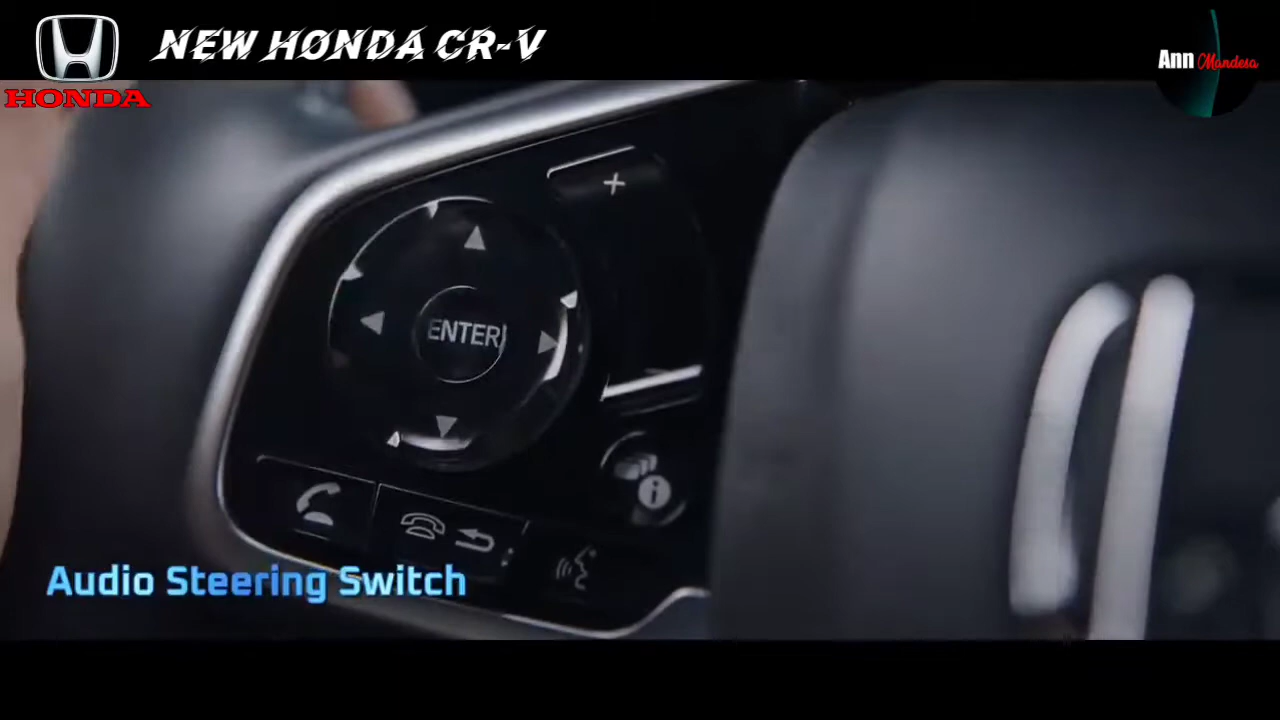 NEW HONDA CR-V
HONDA
Ann Mandesa
+
ENTER
i
Audio Steering Switch